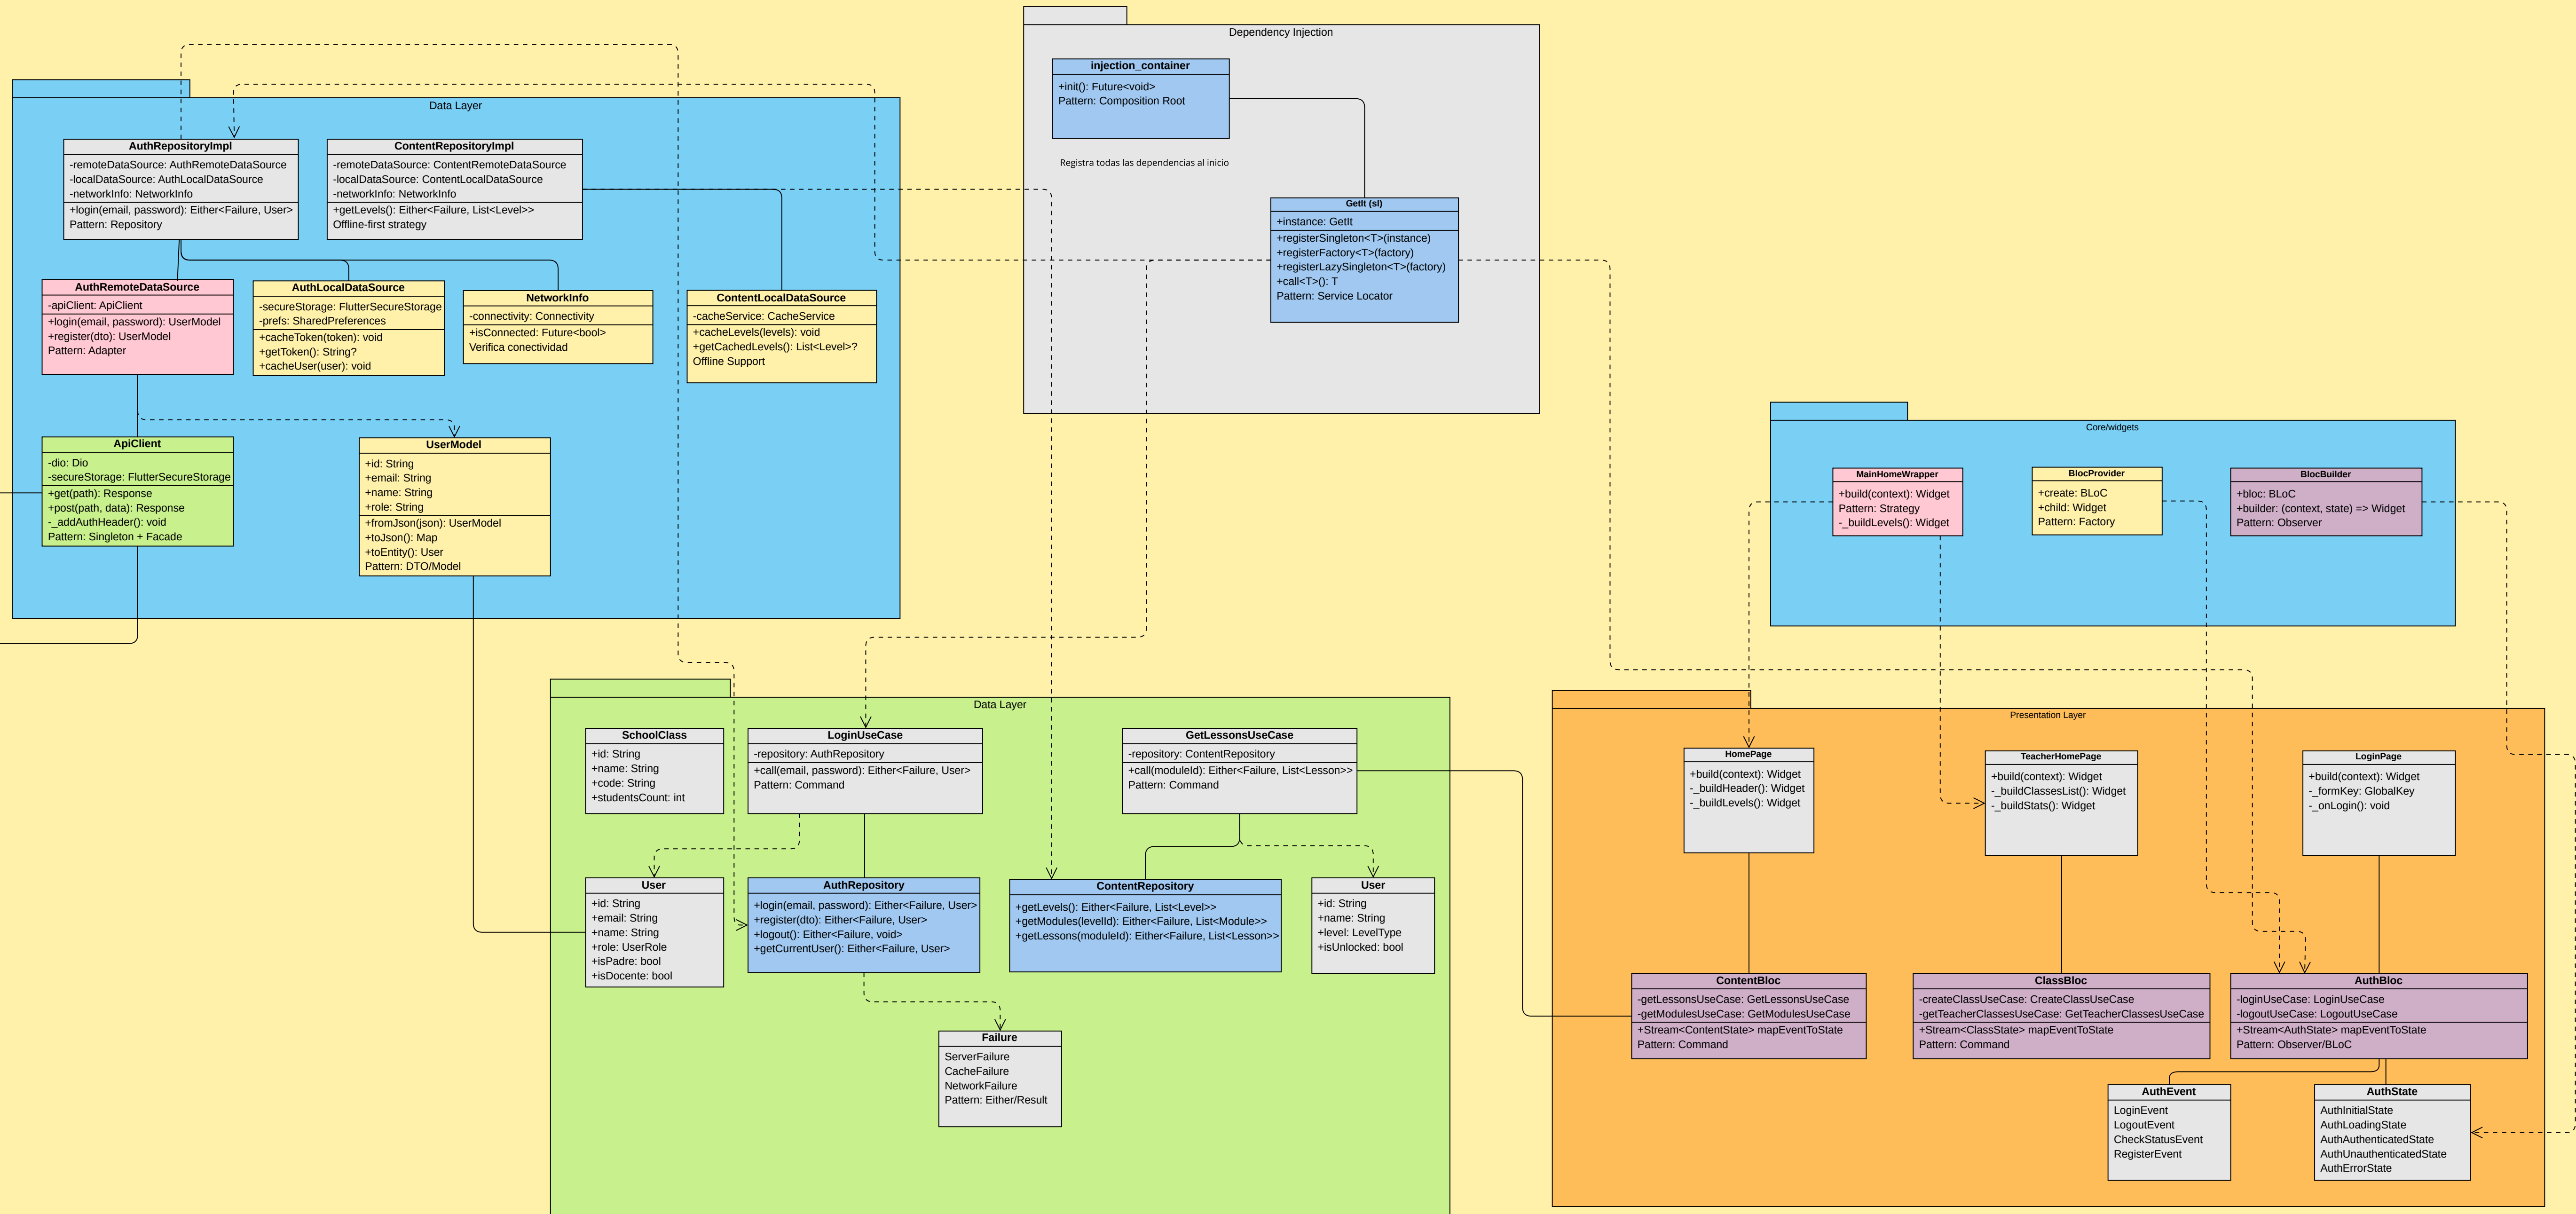 Dependency Injection
injection_container
+init(): Future<void>
Pattern: Composition Root
Registra todas las dependencias al inicio
GetIt (sl)
+instance: GetIt
+registerSingleton<T>(instance)
+registerFactory<T>(factory)
+registerLazySingleton<T>(factory)
+call<T>(): T
Pattern: Service Locator
Data Layer
AuthRepositoryImpl
-remoteDataSource: AuthRemoteDataSource
-localDataSource: AuthLocalDataSource
-networkInfo: NetworkInfo
+login(email, password): Either<Failure, User>
Pattern: Repository
ContentRepositoryImpl
-remoteDataSource: ContentRemoteDataSource
-localDataSource: ContentLocalDataSource
-networkInfo: NetworkInfo
+getLevels(): Either<Failure, List<Level>>
Offline-first strategy
AuthRemoteDataSource
-apiClient: ApiClient
+login(email, password): UserModel
+register(dto): UserModel
Pattern: Adapter
AuthLocalDataSource
-secureStorage: FlutterSecureStorage
-prefs: SharedPreferences
+cacheToken(token): void
+getToken(): String?
+cacheUser(user): void
NetworkInfo
-connectivity: Connectivity
+isConnected: Future<bool>
Verifica conectividad
ContentLocalDataSource
-cacheService: CacheService
+cacheLevels(levels): void
+getCachedLevels(): List<Level>?
Offline Support
ApiClient
-dio: Dio
-secureStorage: FlutterSecureStorage
+get(path): Response
+post(path, data): Response
-_addAuthHeader(): void
Pattern: Singleton + Facade
UserModel
+id: String
+email: String
+name: String
+role: String
+fromJson(json): UserModel
+toJson(): Map
+toEntity(): User
Pattern: DTO/Model
Core/widgets
MainHomeWrapper
+build(context): Widget
Pattern: Strategy
-_buildLevels(): Widget
BlocProvider
+create: BLoC
+child: Widget
Pattern: Factory
BlocBuilder
+bloc: BLoC
+builder: (context, state) => Widget
Pattern: Observer
Data Layer
SchoolClass
+id: String
+name: String
+code: String
+studentsCount: int
LoginUseCase
-repository: AuthRepository
+call(email, password): Either<Failure, User>
Pattern: Command
GetLessonsUseCase
-repository: ContentRepository
+call(moduleId): Either<Failure, List<Lesson>>
Pattern: Command
User
+id: String
+email: String
+name: String
+role: UserRole
+isPadre: bool
+isDocente: bool
AuthRepository
+login(email, password): Either<Failure, User>
+register(dto): Either<Failure, User>
+logout(): Either<Failure, void>
+getCurrentUser(): Either<Failure, User>
ContentRepository
+getLevels(): Either<Failure, List<Level>>
+getModules(levelId): Either<Failure, List<Module>>
+getLessons(moduleId): Either<Failure, List<Lesson>>
User
+id: String
+name: String
+level: LevelType
+isUnlocked: bool
Failure
ServerFailure
CacheFailure
NetworkFailure
Pattern: Either/Result
Presentation Layer
HomePage
+build(context): Widget
-_buildHeader(): Widget
-_buildLevels(): Widget
TeacherHomePage
+build(context): Widget
-_buildClassesList(): Widget
-_buildStats(): Widget
LoginPage
+build(context): Widget
-_formKey: GlobalKey
-_onLogin(): void
ContentBloc
-getLessonsUseCase: GetLessonsUseCase
-getModulesUseCase: GetModulesUseCase
+Stream<ContentState> mapEventToState
Pattern: Command
ClassBloc
-createClassUseCase: CreateClassUseCase
-getTeacherClassesUseCase: GetTeacherClassesUseCase
+Stream<ClassState> mapEventToState
Pattern: Command
AuthBloc
-loginUseCase: LoginUseCase
-logoutUseCase: LogoutUseCase
+Stream<AuthState> mapEventToState
Pattern: Observer/BLoC
AuthEvent
LoginEvent
LogoutEvent
CheckStatusEvent
RegisterEvent
AuthState
AuthInitialState
AuthLoadingState
AuthAuthenticatedState
AuthUnauthenticatedState
AuthErrorState